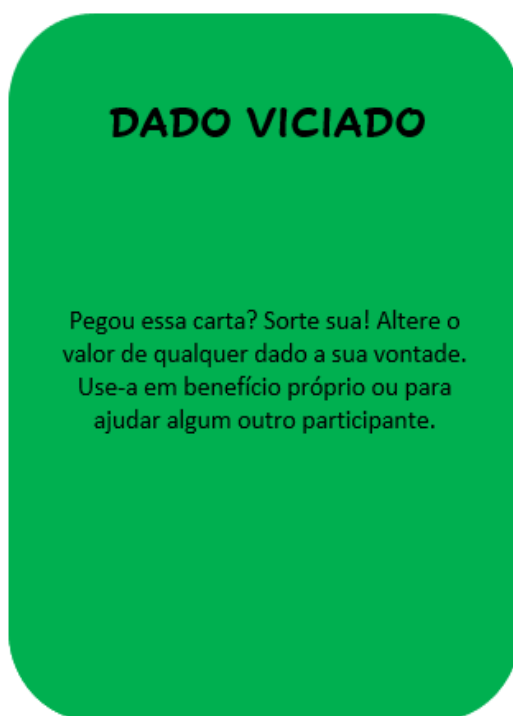 DADO VICIADO
Pegou essa carta? Sorte sua! Altere o
valor de qualquer dado a sua vontade.
Use-a em benefício próprio ou para
ajudar algum outro participante.